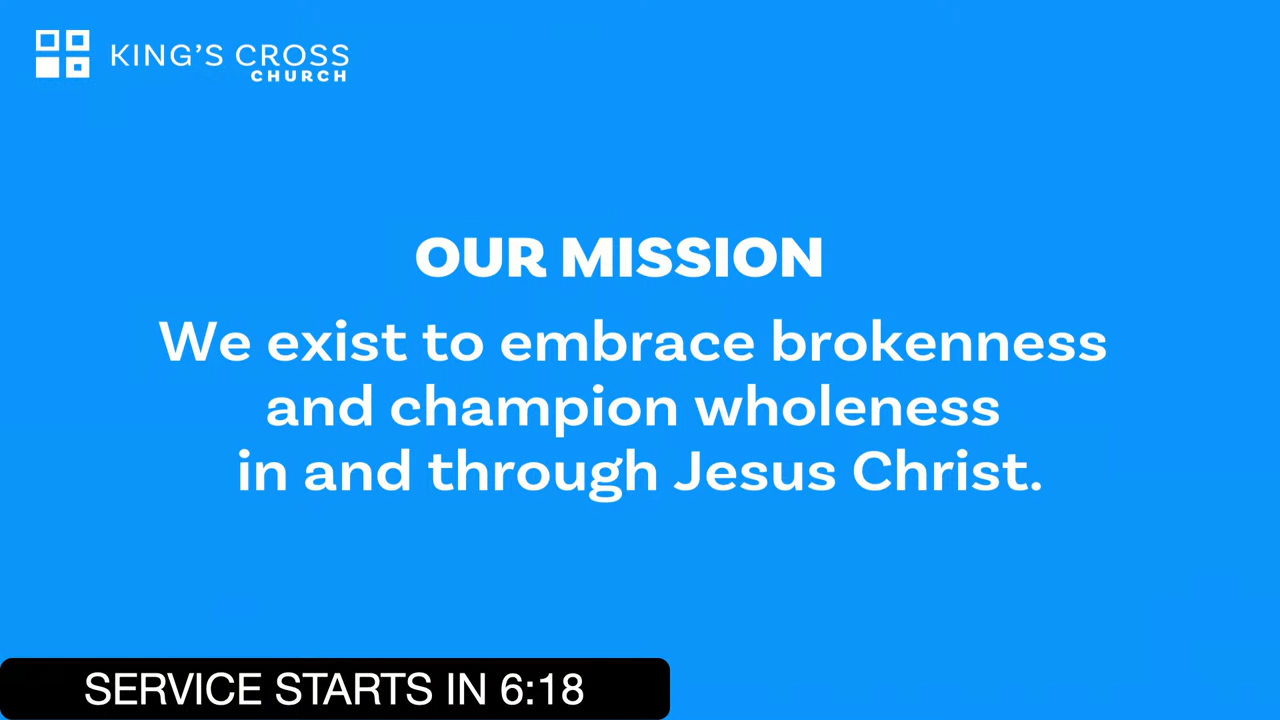 KING'S CROSS
CHURCH
OUR MISSION
We exist to embrace brokenness
and champion wholeness
in and through Jesus Christ.
SERVICE STARTS IN 6:18